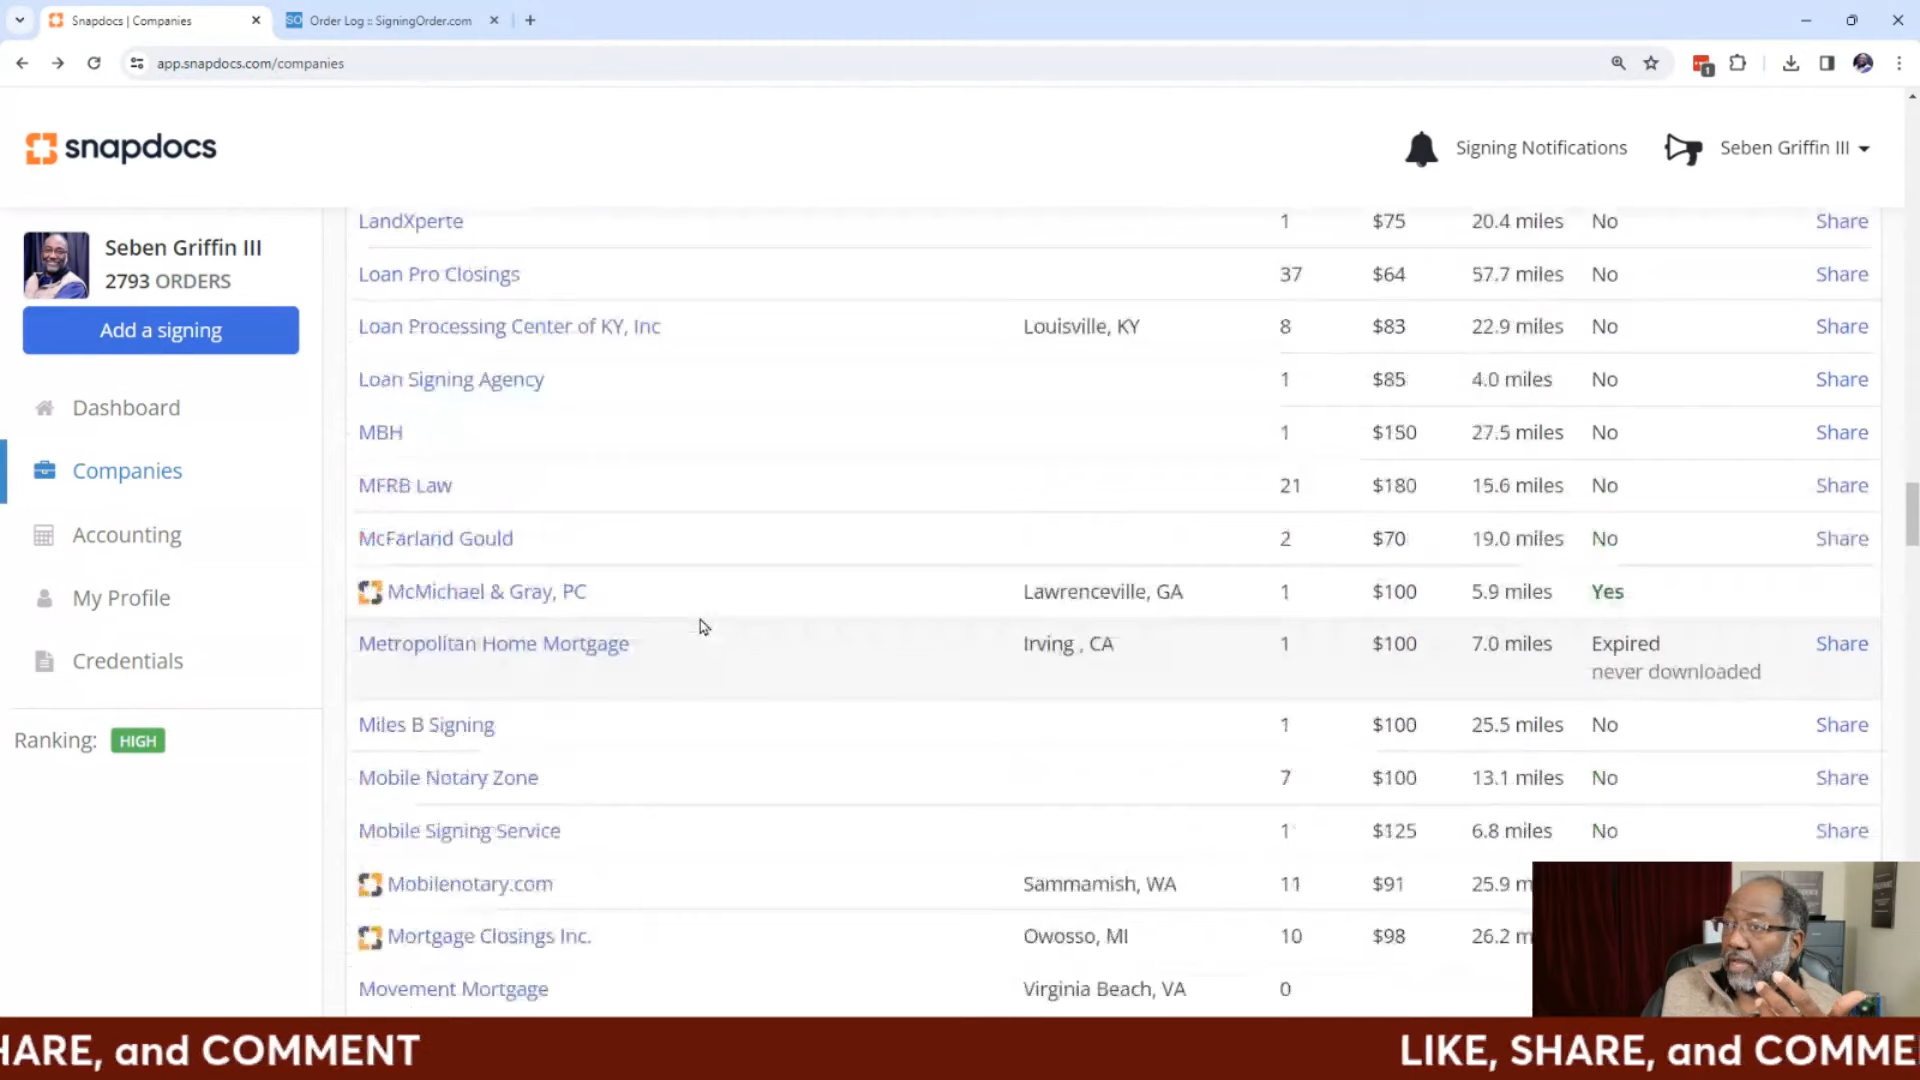 Snapdocs | Companies
SO Order Log :: SigningOrder.com
app.snapdocs.com/companies
1
snapdocs
Signing Notifications
Seben Griffin III
Seben Griffin III
2793 ORDERS
Add a signing
Dashboard
Companies
Accounting
My Profile
Credentials
Ranking: HIGH
LandXperte 1 $75 20.4 miles No Share
Loan Pro Closings 37 $64 57.7 miles No Share
Loan Processing Center of KY, Inc Louisville, KY 8 $83 22.9 miles No Share
Loan Signing Agency 1 $85 4.0 miles No Share
MBH 1 $150 27.5 miles No Share
MFRB Law 21 $180 15.6 miles No Share
McFarland Gould 2 $70 19.0 miles No Share
McMichael & Gray, PC Lawrenceville, GA 1 $100 5.9 miles Yes
Metropolitan Home Mortgage Irving , CA 1 $100 7.0 miles Expired Share
never downloaded
Miles B Signing 1 $100 25.5 miles No Share
Mobile Notary Zone 7 $100 13.1 miles No Share
Mobile Signing Service 1 $125 6.8 miles No Share
Mobilenotary.com Sammamish, WA 11 $91 25.9 m
Mortgage Closings Inc. Owosso, MI 10 $98 26.2 m
Movement Mortgage Virginia Beach, VA 0
HARE, and COMMENT LIKE, SHARE, and COMME